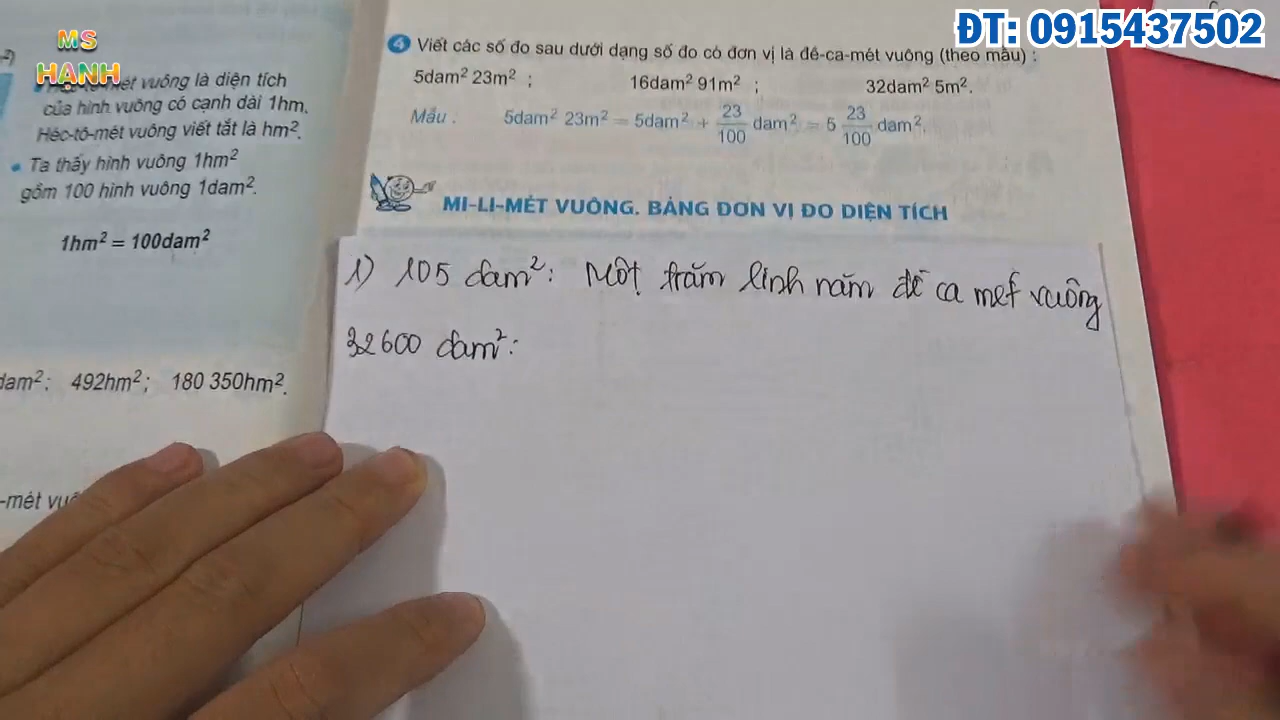 ĐT: 0915437502
MS
HẠNH
mét vuông là diện tích
của hình vuông có cạnh dài 1hm.
Héc-tô-mét vuông viết tắt là hm².
• Ta thấy hình vuông 1hm²
gồm 100 hình vuông 1dam².
1hm² = 100dam²
dam²; 492hm²; 180 350hm².
-mét
4 Viết các số đo sau dưới dạng số đo có đơn vị là đề-ca-mét vuông (theo mẫu) :
5dam² 23m² ; 16dam² 91m² ; 32dam² 5m².
Mẫu : 5dam² 23m² = 5dam² + 23/100 dam² = 5 23/100 dam².
MI-LI-MÉT VUÔNG. BẢNG ĐƠN VỊ ĐO DIỆN TÍCH
1) 105 dam²: Một trăm linh năm đề ca mét vuông
32600 dam²: